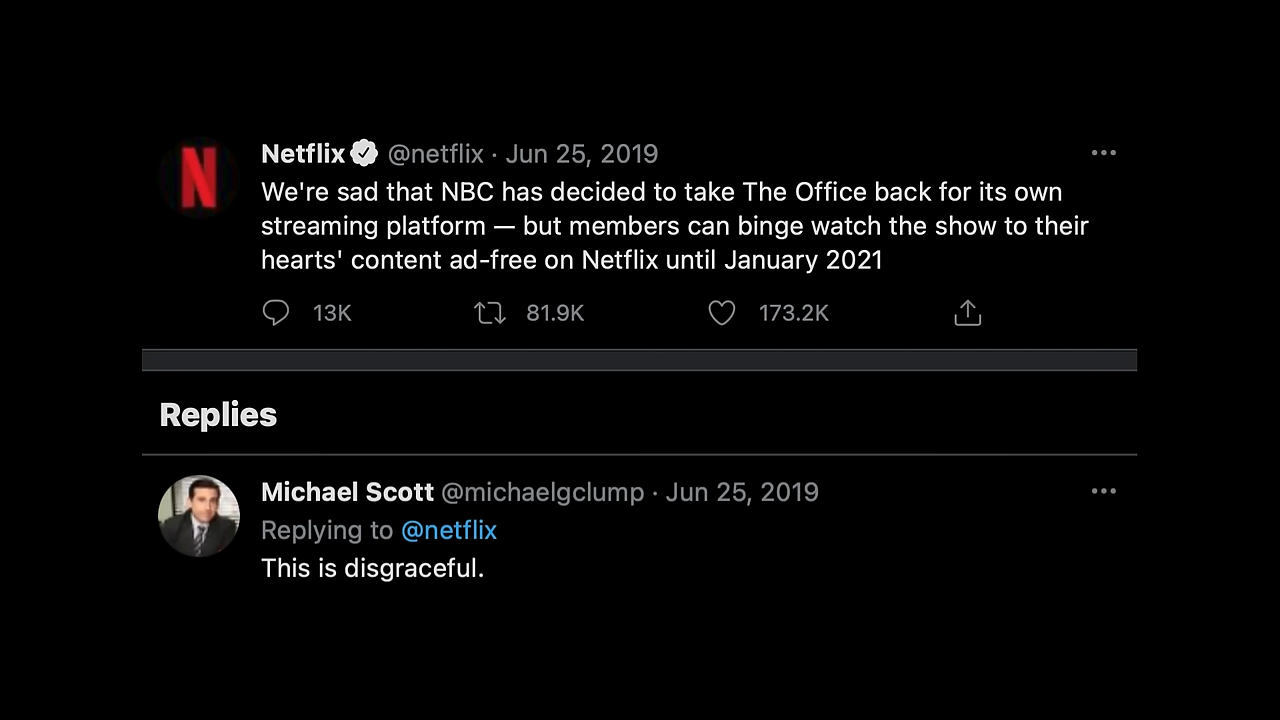 Netflix @netflix · Jun 25, 2019
We're sad that NBC has decided to take The Office back for its own
streaming platform — but members can binge watch the show to their
hearts' content ad-free on Netflix until January 2021
13K 81.9K 173.2K
Replies
Michael Scott @michaelgclump · Jun 25, 2019
Replying to @netflix
This is disgraceful.